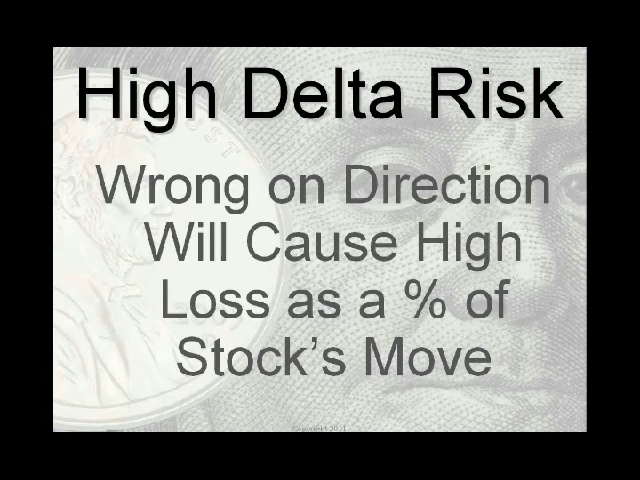 High Delta Risk
Wrong on Direction
Will Cause High
Loss as a % of
Stock's Move